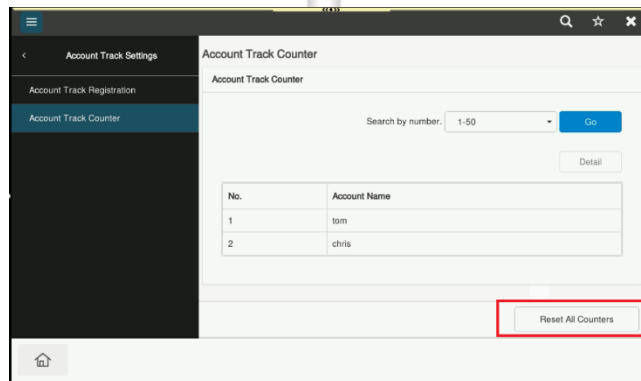 Account Track Settings
Account Track Registration
Account Track Counter
Account Track Counter
Account Track Counter
Search by number. 1-50 Go
Detail
No. Account Name
1 tom
2 chris
Reset All Counters